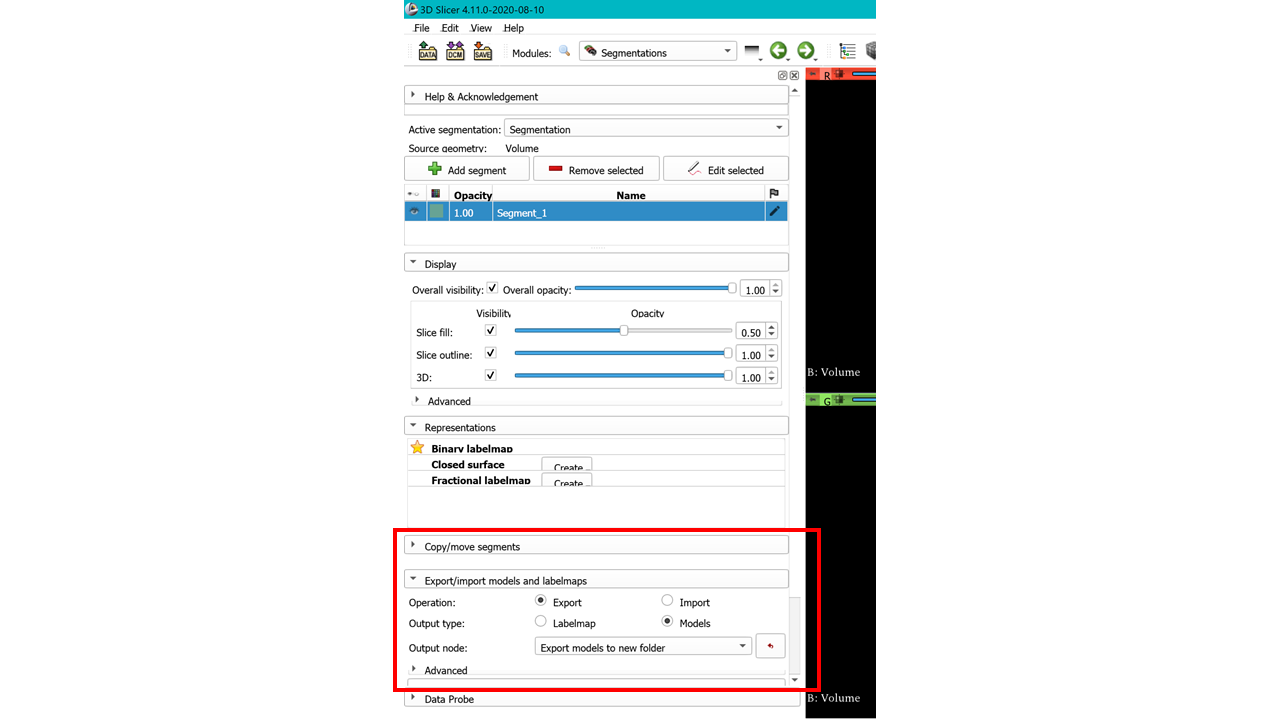 3D Slicer 4.11.0-2020-08-10
File Edit View Help
DATA DCM SAVE Modules: Segmentations
R
Help & Acknowledgement
Active segmentation: Segmentation
Source geometry: Volume
Add segment Remove selected Edit selected
Opacity Name
1.00 Segment_1
Display
Overall visibility: Overall opacity: 1.00
Visibility Opacity
Slice fill: 0.50
Slice outline: 1.00
3D: 1.00
B: Volume
Advanced
G
Representations
Binary labelmap
Closed surface Create
Fractional labelmap Create
Copy/move segments
Export/import models and labelmaps
Operation: Export Import
Output type: Labelmap Models
Output node: Export models to new folder
Advanced
Data Probe
B: Volume